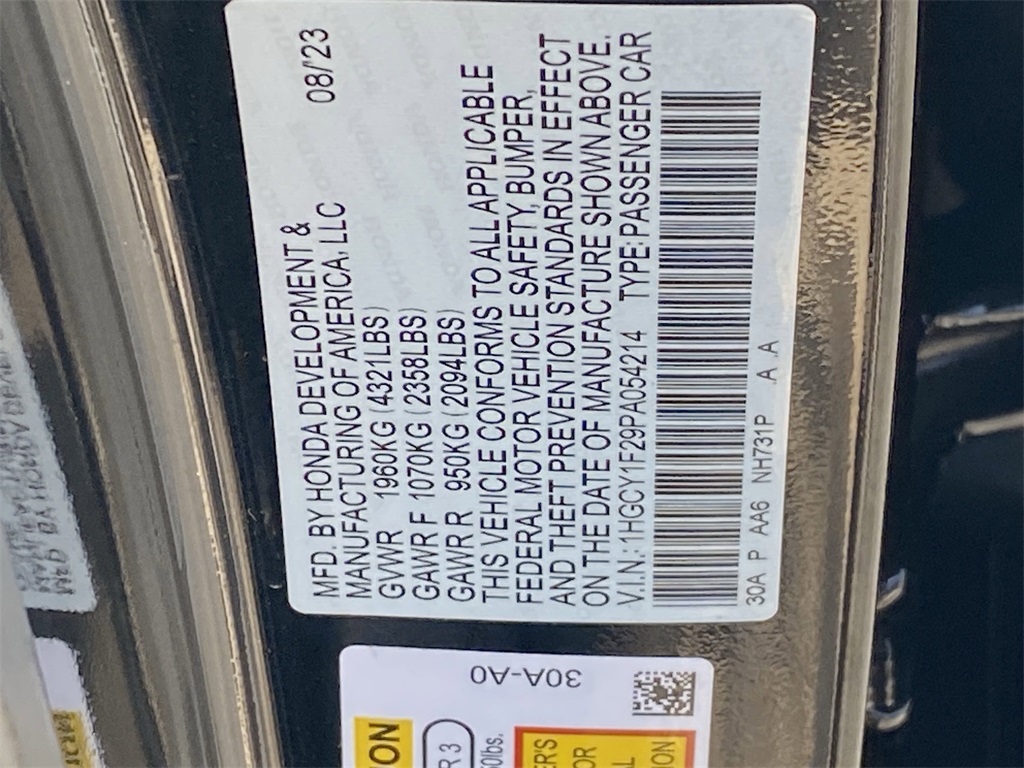 MFD. BY HONDA DEVELOPMENT & 08/'23
MANUFACTURING OF AMERICA, LLC
GVWR 1960KG (4321LBS)
GAWR F 1070KG (2358LBS)
GAWR R 950KG (2094LBS)
THIS VEHICLE CONFORMS TO ALL APPLICABLE
FEDERAL MOTOR VEHICLE SAFETY, BUMPER,
AND THEFT PREVENTION STANDARDS IN EFFECT
ON THE DATE OF MANUFACTURE SHOWN ABOVE.
V.I.N.: 1HGCY1F29PA054214 TYPE: PASSENGER CAR
30A P AA6 NH731P A A
30A-A0